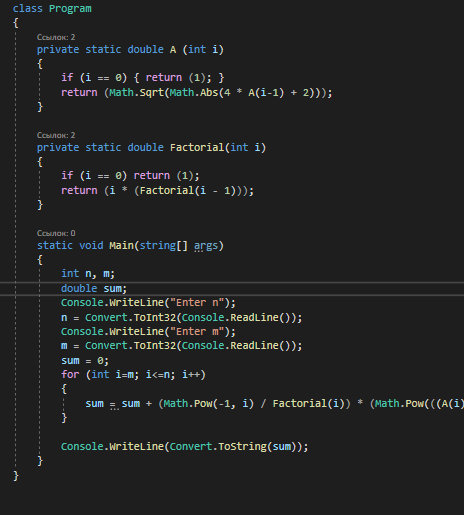 class Program
{
Ссылок: 2
private static double A (int i)
{
if (i == 0) { return (1); }
return (Math.Sqrt(Math.Abs(4 * A(i-1) + 2)));
}
Ссылок: 2
private static double Factorial(int i)
{
if (i == 0) return (1);
return (i * (Factorial(i - 1)));
}
Ссылок: 0
static void Main(string[] args)
{
int n, m;
double sum;
Console.WriteLine("Enter n");
n = Convert.ToInt32(Console.ReadLine());
Console.WriteLine("Enter m");
m = Convert.ToInt32(Console.ReadLine());
sum = 0;
for (int i=m; i<=n; i++)
{
sum = sum + (Math.Pow(-1, i) / Factorial(i)) * (Math.Pow(((A(i)
}
Console.WriteLine(Convert.ToString(sum));
}
}